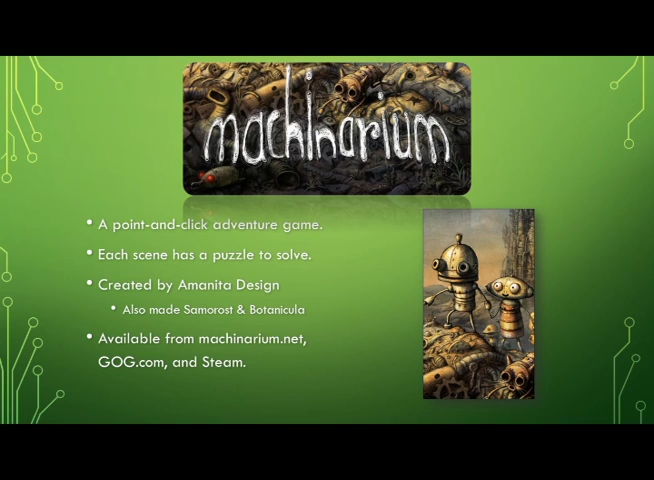 machinarium
• A point-and-click adventure game.
• Each scene has a puzzle to solve.
• Created by Amanita Design
• Also made Samorost & Botanicula
• Available from machinarium.net,
GOG.com, and Steam.